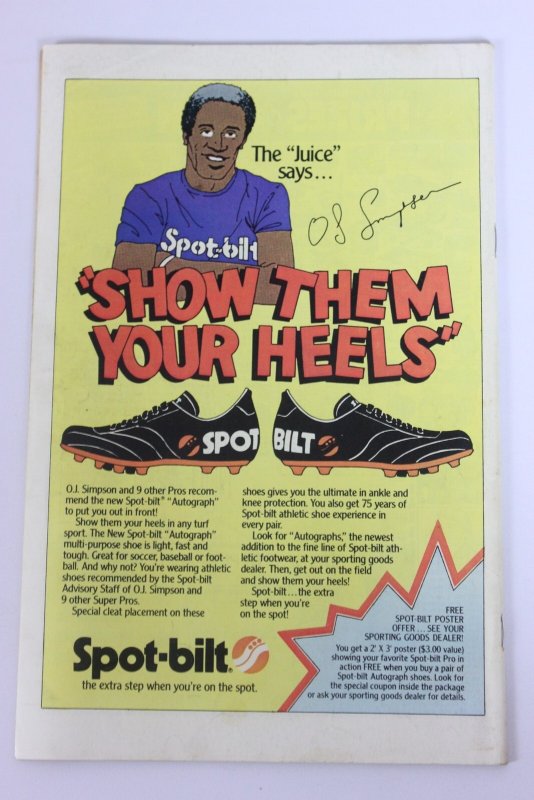 The "Juice"
says...
OJ Simpson
Spot-bilt
"SHOW THEM
YOUR HEELS"
SPOT BILT
O.J. Simpson and 9 other Pros recom-
mend the new Spot-bilt® "Autograph"
to put you out in front!
Show them your heels in any turf
sport. The New Spot-bilt "Autograph"
multi-purpose shoe is light, fast and
tough. Great for soccer, baseball or foot-
ball. And why not? You're wearing athletic
shoes recommended by the Spot-bilt
Advisory Staff of O.J. Simpson and
9 other Super Pros.
Special cleat placement on these
shoes gives you the ultimate in ankle and
knee protection. You also get 75 years of
Spot-bilt athletic shoe experience in
every pair.
Look for "Autographs," the newest
addition to the fine line of Spot-bilt ath-
letic footwear, at your sporting goods
dealer. Then, get out on the field
and show them your heels!
Spot-bilt... the extra
step when you're
on the spot!
Spot-bilt®
the extra step when you're on the spot.
FREE
SPOT-BILT POSTER
OFFER... SEE YOUR
SPORTING GOODS DEALER!
You get a 2' X 3' poster ($3.00 value)
showing your favorite Spot-bilt Pro in
action FREE when you buy a pair of
Spot-bilt Autograph shoes. Look for
the special coupon inside the package
or ask your sporting goods dealer for details.